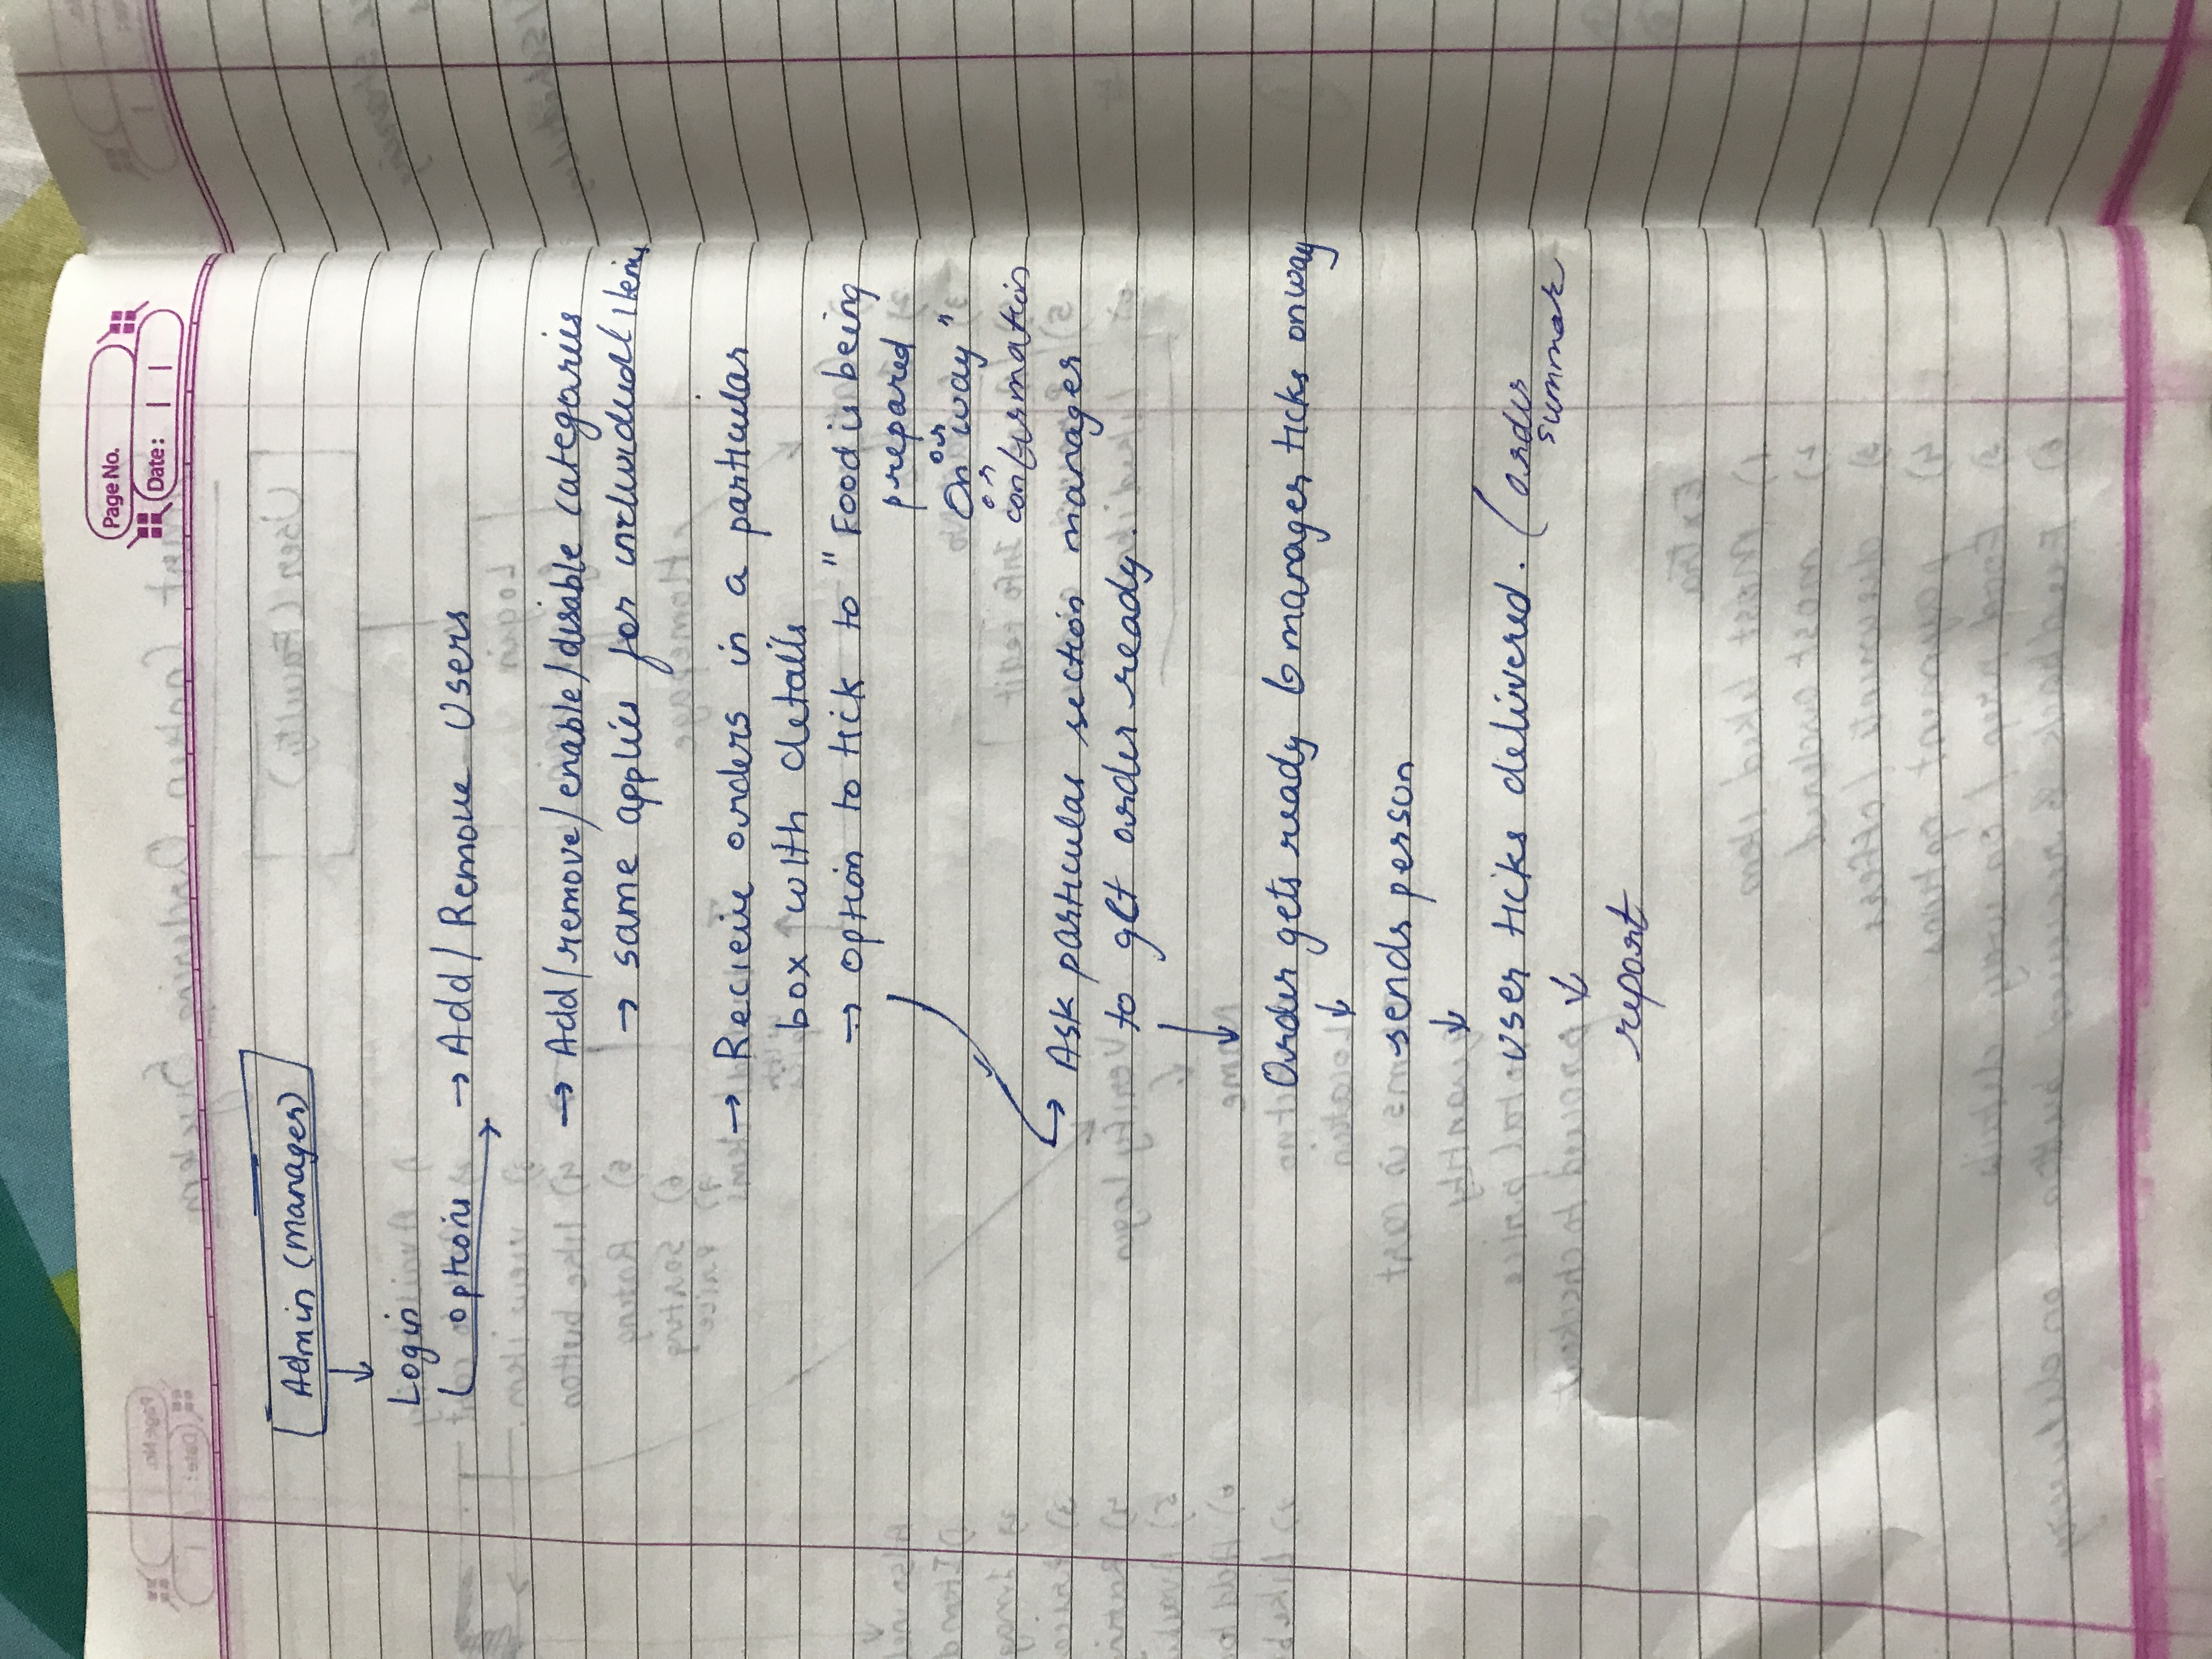 Page No.
Date:
Admin (manager)
Login
options → Add/Remove Users
→ Add/remove/enable/disable categories
→ same applies for individual items
→ Recieve orders in a particular
box with details
→ option to tick to "Food is being
prepared
or
On way"
or
confirmation
Ask particular section manager
to get order ready.
Order gets ready & manager ticks on way
sends person
user ticks delivered. (order
report